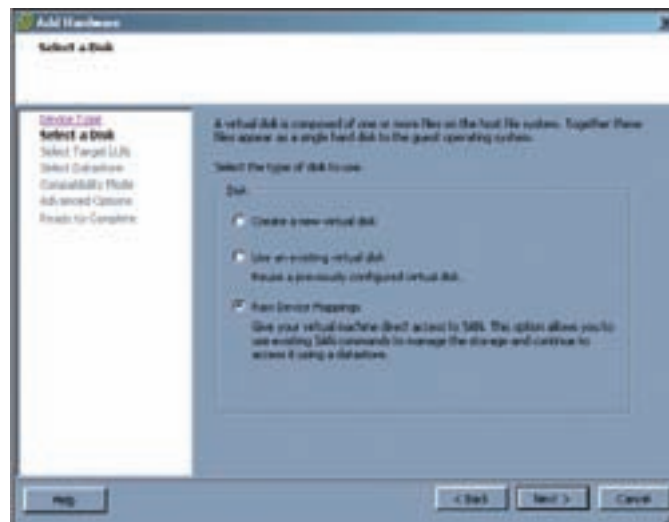 Add Hardware
Select a Disk
Device Type
Select a Disk
Select Target LUN
Select Datastore
Compatibility Mode
Advanced Options
Ready to Complete
A virtual disk is composed of one or more files on the host file system. Together these
files appear as a single hard disk to the guest operating system.
Select the type of disk to use.
Disk
Create a new virtual disk
Use an existing virtual disk
Reuse a previously configured virtual disk.
Raw Device Mappings
Give your virtual machine direct access to SAN. This option allows you to
use existing SAN commands to manage the storage and continue to
access it using a datastore.
Help
< Back
Next >
Cancel